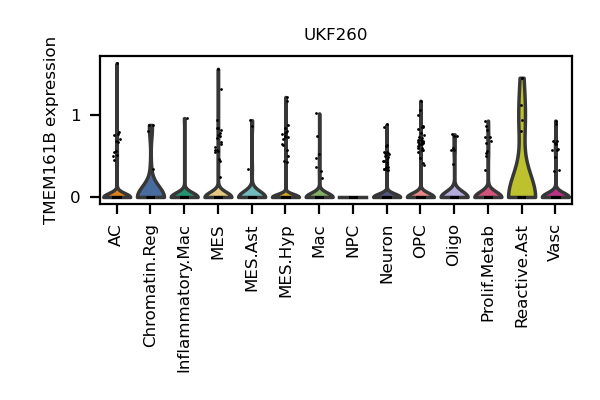 UKF260
TMEM161B expression
1
0
AC
Chromatin.Reg
Inflammatory.Mac
MES
MES.Ast
MES.Hyp
Mac
NPC
Neuron
OPC
Oligo
Prolif.Metab
Reactive.Ast
Vasc